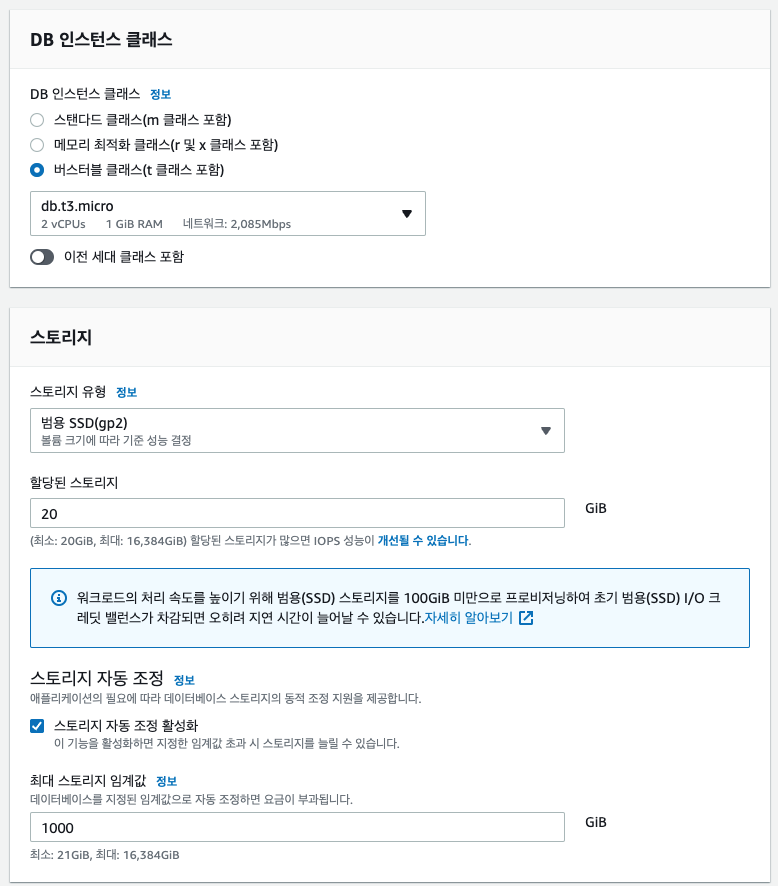 DB 인스턴스 클래스
DB 인스턴스 클래스 정보
스탠다드 클래스(m 클래스 포함)
메모리 최적화 클래스(r 및 x 클래스 포함)
버스터블 클래스(t 클래스 포함)
db.t3.micro
2 vCPUs 1 GiB RAM 네트워크: 2,085Mbps
이전 세대 클래스 포함
스토리지
스토리지 유형 정보
범용 SSD(gp2)
볼륨 크기에 따라 기준 성능 결정
할당된 스토리지
20 GiB
(최소: 20GiB, 최대: 16,384GiB) 할당된 스토리지가 많으면 IOPS 성능이 개선될 수 있습니다.
워크로드의 처리 속도를 높이기 위해 범용(SSD) 스토리지를 100GiB 미만으로 프로비저닝하여 초기 범용(SSD) I/O 크
레딧 밸런스가 차감되면 오히려 지연 시간이 늘어날 수 있습니다.자세히 알아보기
스토리지 자동 조정 정보
애플리케이션의 필요에 따라 데이터베이스 스토리지의 동적 조정 지원을 제공합니다.
스토리지 자동 조정 활성화
이 기능을 활성화하면 지정한 임계값 초과 시 스토리지를 늘릴 수 있습니다.
최대 스토리지 임계값 정보
데이터베이스를 지정된 임계값으로 자동 조정하면 요금이 부과됩니다.
1000 GiB
최소: 21GiB, 최대: 16,384GiB